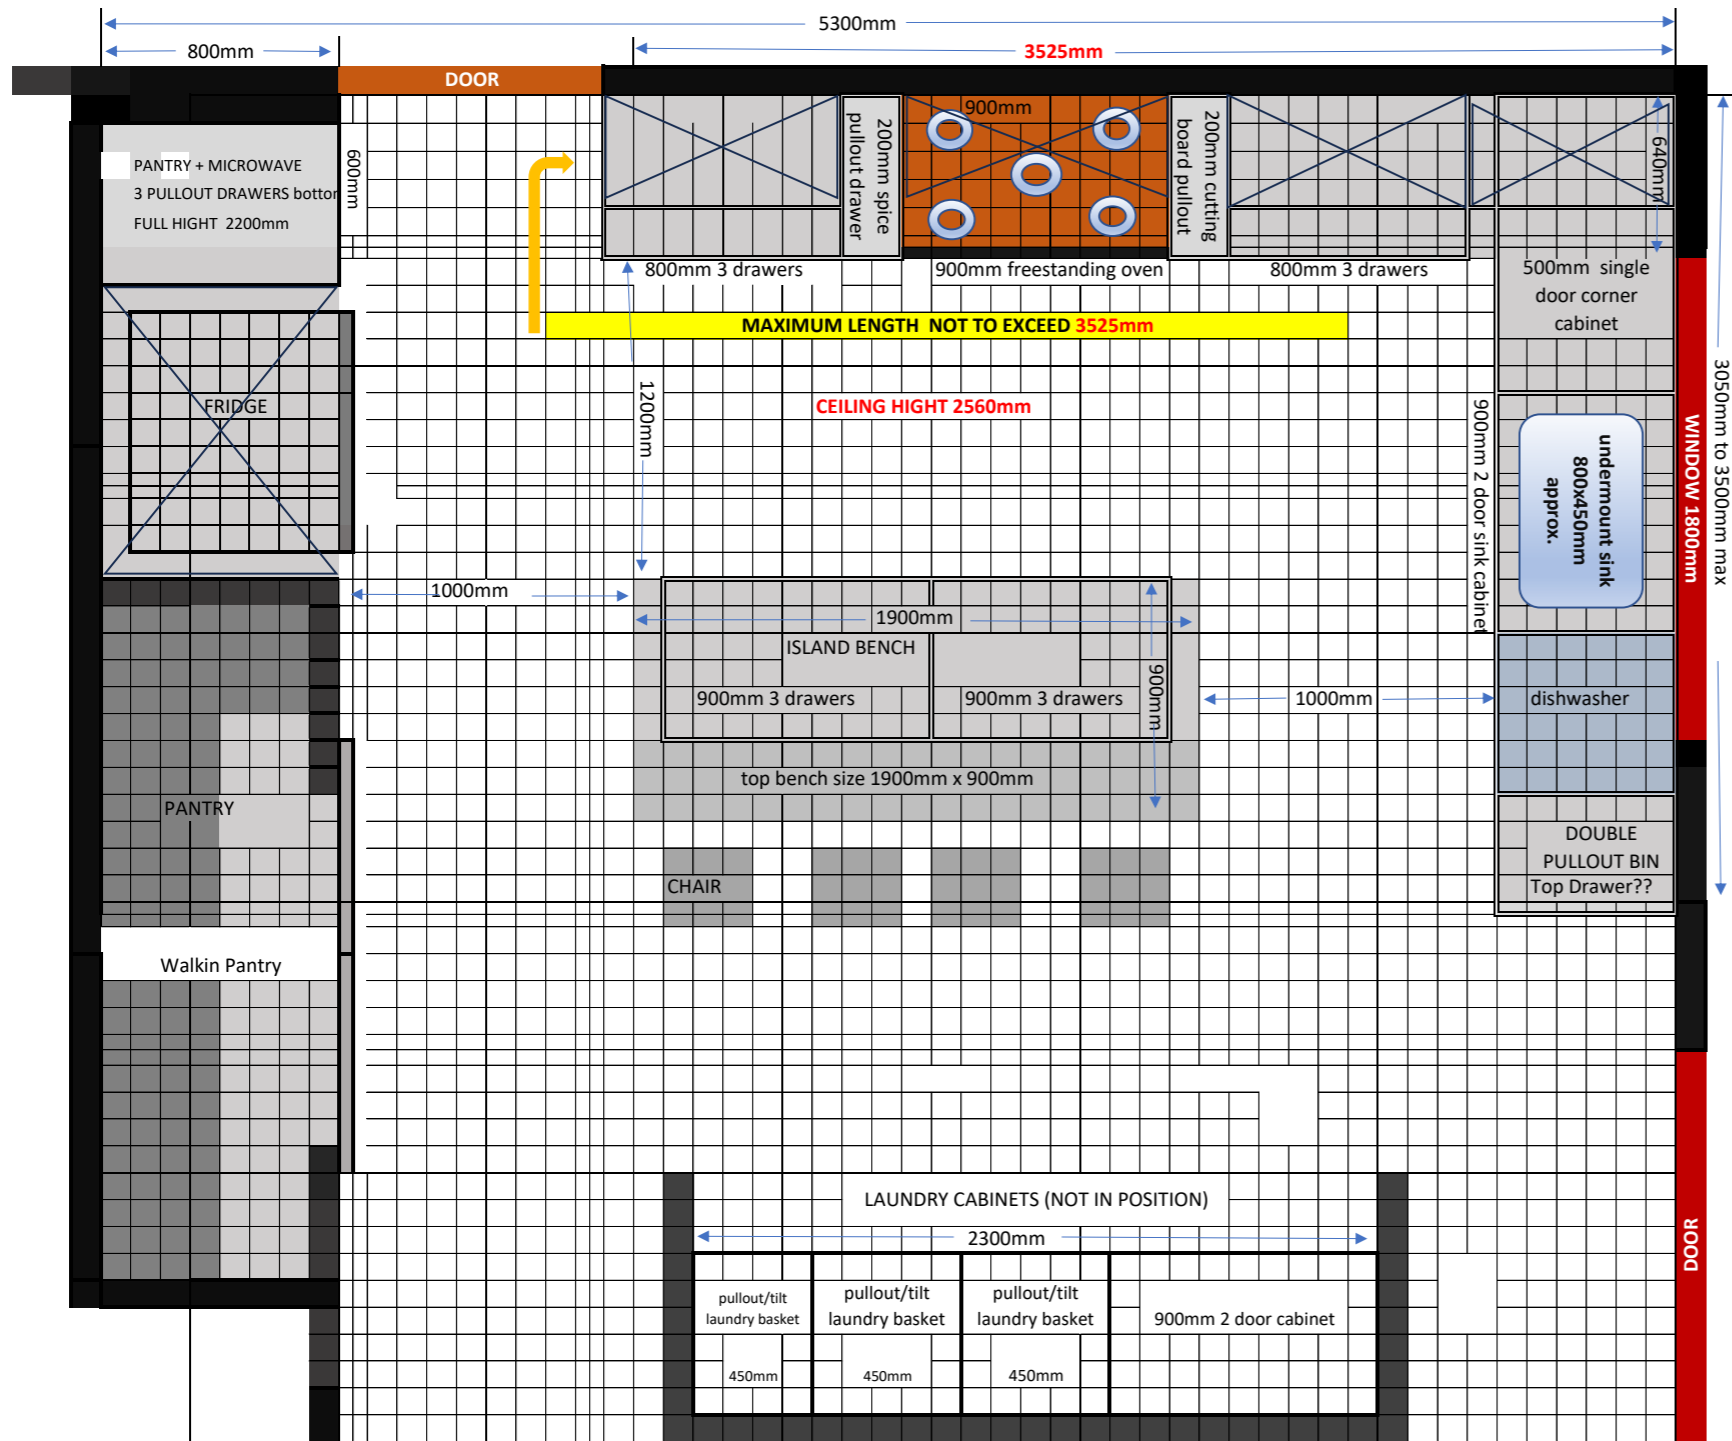 5300mm
800mm
3525mm
DOOR
PANTRY + MICROWAVE
3 PULLOUT DRAWERS botton
FULL HIGHT 2200mm
600mm
200mm spice
pullout drawer
900mm
200mm cutting
board pullout
640mm
800mm 3 drawers
900mm freestanding oven
800mm 3 drawers
500mm single
door corner
cabinet
MAXIMUM LENGTH NOT TO EXCEED 3525mm
CEILING HIGHT 2560mm
FRIDGE
1200mm
900mm 2 door sink cabinet
undermount sink
800x450mm
approx.
WINDOW 1800mm
3050mm to 3500mm max
1000mm
1900mm
ISLAND BENCH
900mm 3 drawers
900mm 3 drawers
900mm
1000mm
dishwasher
top bench size 1900mm x 900mm
PANTRY
DOUBLE
PULLOUT BIN
Top Drawer??
CHAIR
Walkin Pantry
LAUNDRY CABINETS (NOT IN POSITION)
2300mm
DOOR
pullout/tilt
laundry basket
450mm
pullout/tilt
laundry basket
450mm
pullout/tilt
laundry basket
450mm
900mm 2 door cabinet